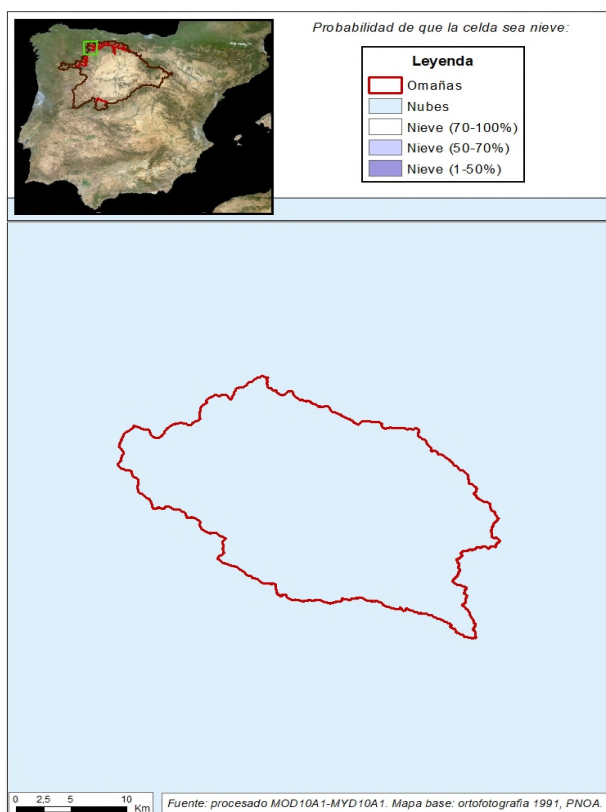 Probabilidad de que la celda sea nieve:
Leyenda
Omañas
Nubes
Nieve (70-100%)
Nieve (50-70%)
Nieve (1-50%)
0 2,5 5 10
Km
Fuente: procesado MOD10A1-MYD10A1. Mapa base: ortofotografia 1991, PNOA